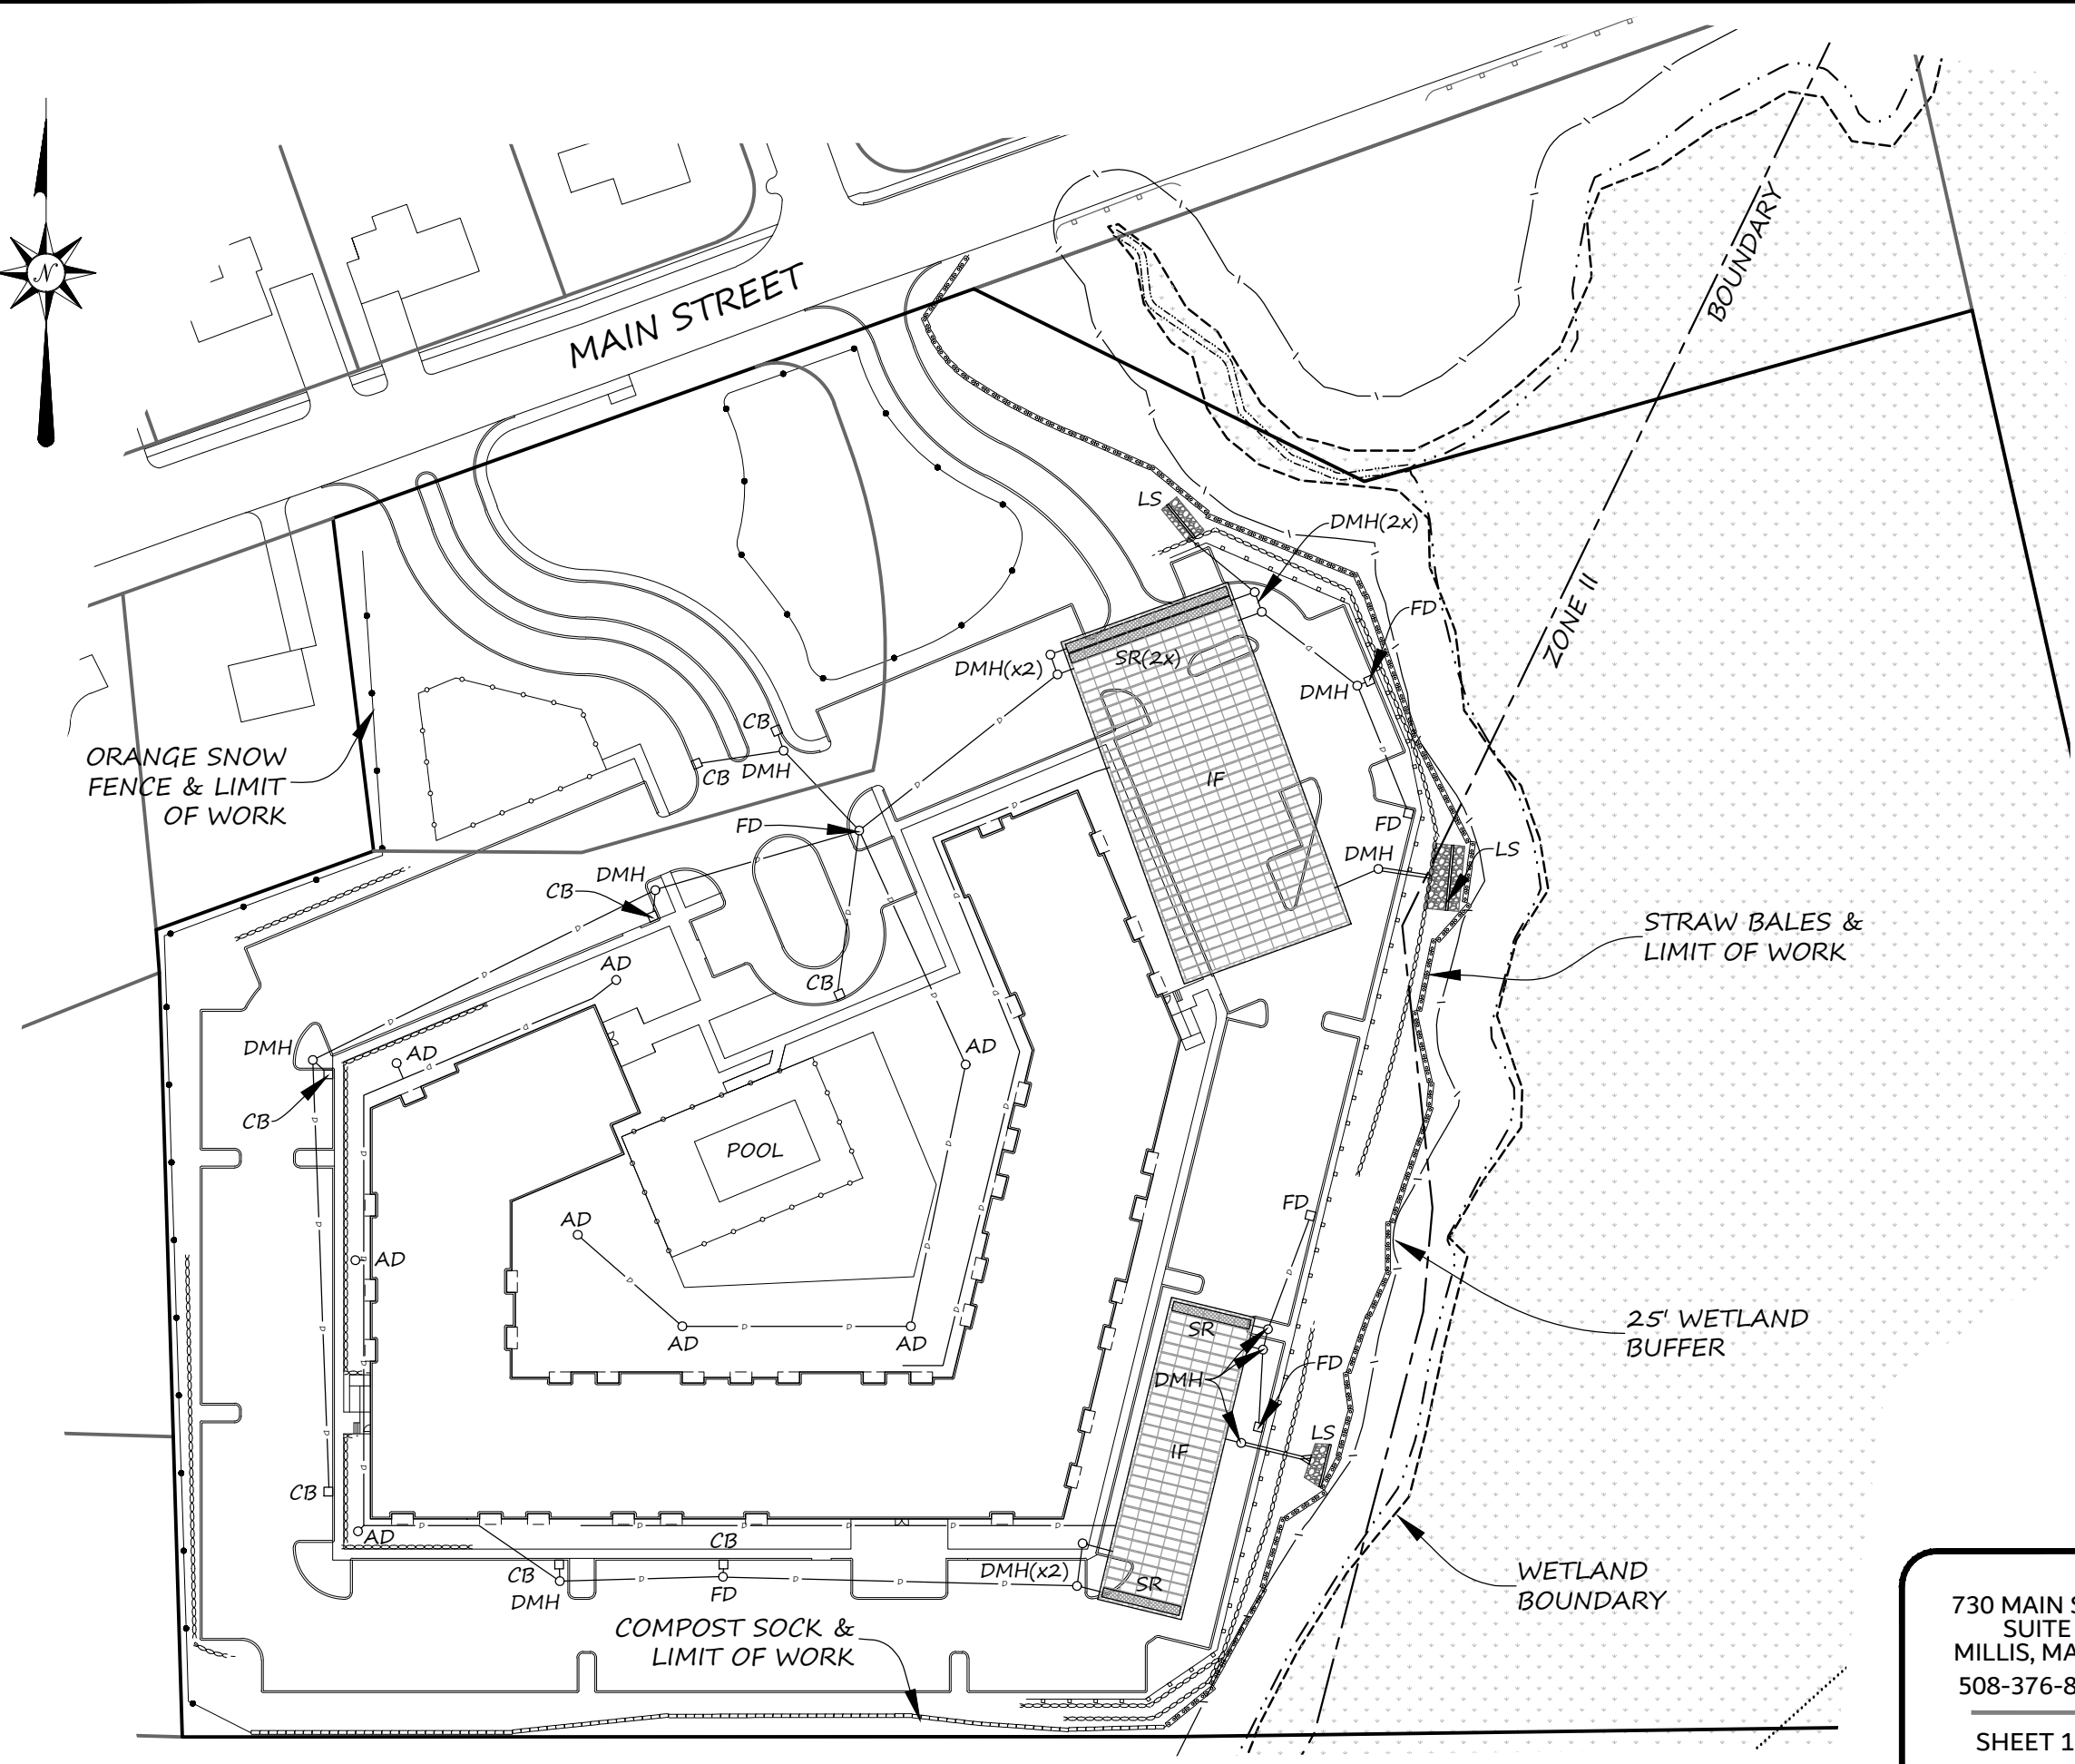 MAIN STREET
N
BOUNDARY
ZONE II
LS
DMH(2x)
FD
DMH(x2)
SR(2x)
DMH
CB
CB
DMH
ORANGE SNOW
FENCE & LIMIT
OF WORK
IF
FD
FD
DMH
LS
DMH
CB
STRAW BALES &
LIMIT OF WORK
AD
CB
DMH
AD
AD
CB
POOL
FD
AD
AD
25' WETLAND
BUFFER
SR
AD
AD
FD
DMH
LS
IF
CB
AD
CB
CB
DMH
FD
DMH(x2)
SR
WETLAND
BOUNDARY
COMPOST SOCK &
LIMIT OF WORK
730 MAIN
SUITE
MILLIS, MA
508-376-8
SHEET 1